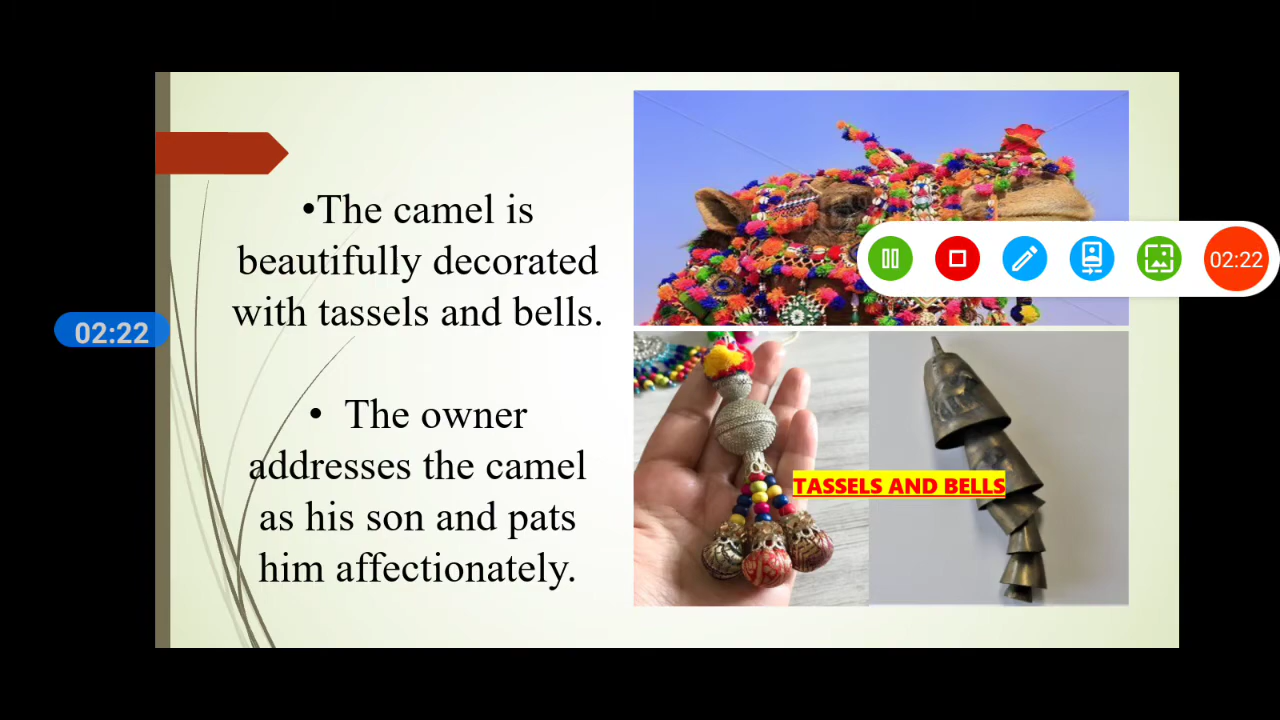 •The camel is
beautifully decorated
with tassels and bells.
• The owner
addresses the camel
as his son and pats
him affectionately.
TASSELS AND BELLS
02:22
02:22